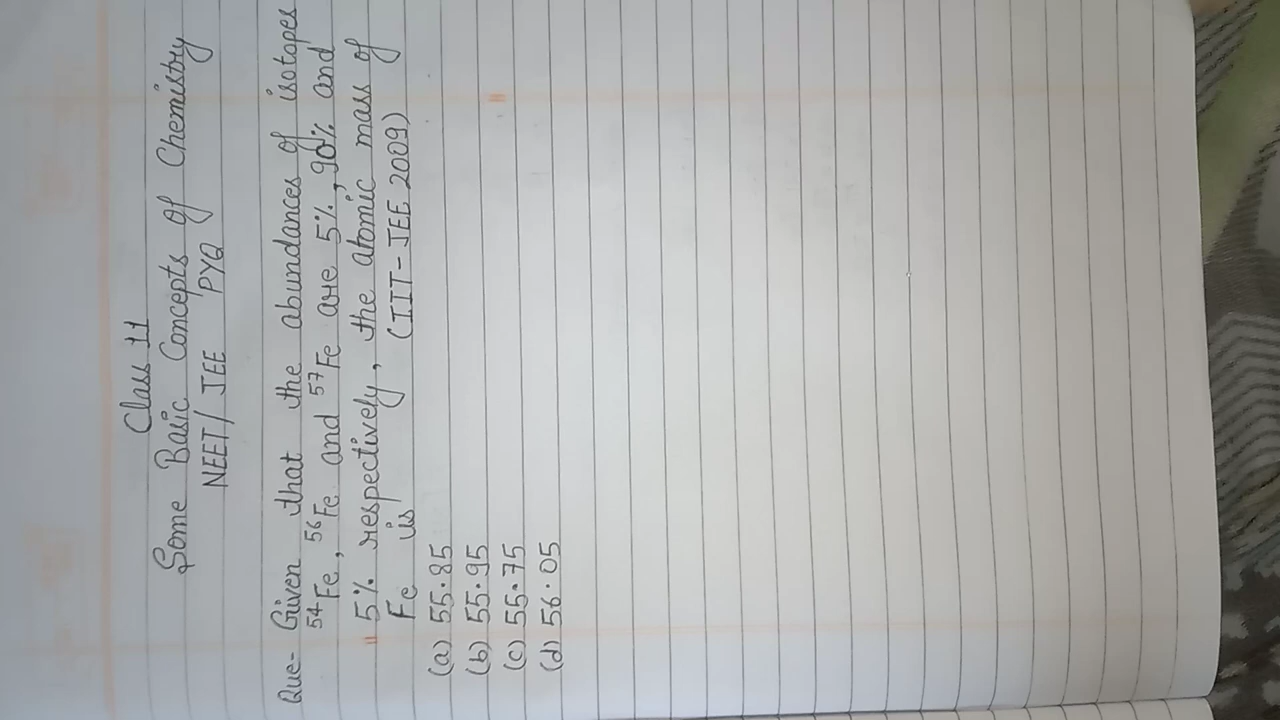 Class 11
Some Basic Concepts of Chemistry
NEET/ JEE PYQ
Que- Given that the abundances of isotopes
⁵⁴Fe, ⁵⁶Fe and ⁵⁷Fe are 5%, 90% and
5% respectively, the atomic mass of
Fe is (IIT-JEE 2009)
(a) 55.85
(b) 55.95
(c) 55.75
(d) 56.05